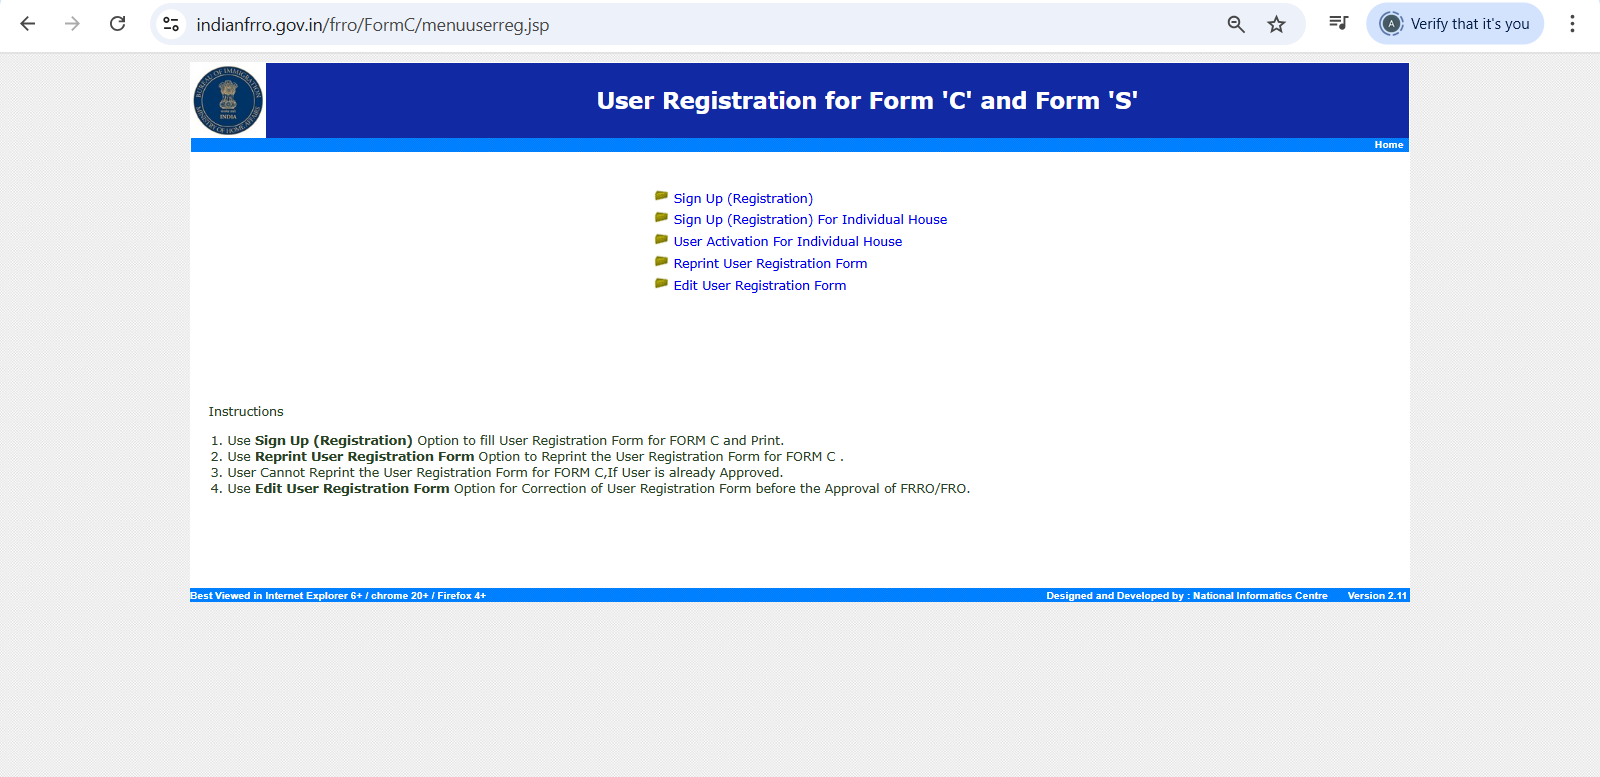 indianfrro.gov.in/frro/FormC/menuuserreg.jsp
A Verify that it's you
BUREAU OF IMMIGRATION
INDIA
MINISTRY OF HOME AFFAIRS
User Registration for Form 'C' and Form 'S'
Home
Sign Up (Registration)
Sign Up (Registration) For Individual House
User Activation For Individual House
Reprint User Registration Form
Edit User Registration Form
Instructions
1. Use Sign Up (Registration) Option to fill User Registration Form for FORM C and Print.
2. Use Reprint User Registration Form Option to Reprint the User Registration Form for FORM C .
3. User Cannot Reprint the User Registration Form for FORM C,If User is already Approved.
4. Use Edit User Registration Form Option for Correction of User Registration Form before the Approval of FRRO/FRO.
Best Viewed in Internet Explorer 6+ / chrome 20+ / Firefox 4+ Designed and Developed by : National Informatics Centre Version 2.11